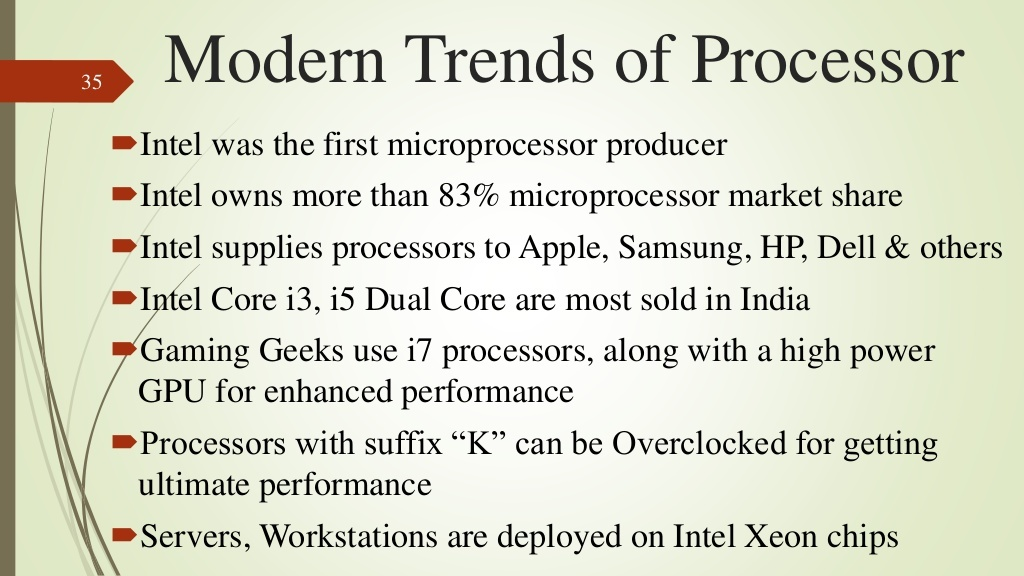 Modern Trends of Processor
35
Intel was the first microprocessor producer
Intel owns more than 83% microprocessor market share
Intel supplies processors to Apple, Samsung, HP, Dell & others
Intel Core i3, i5 Dual Core are most sold in India
Gaming Geeks use i7 processors, along with a high power
GPU for enhanced performance
Processors with suffix “K” can be Overclocked for getting
ultimate performance
Servers, Workstations are deployed on Intel Xeon chips